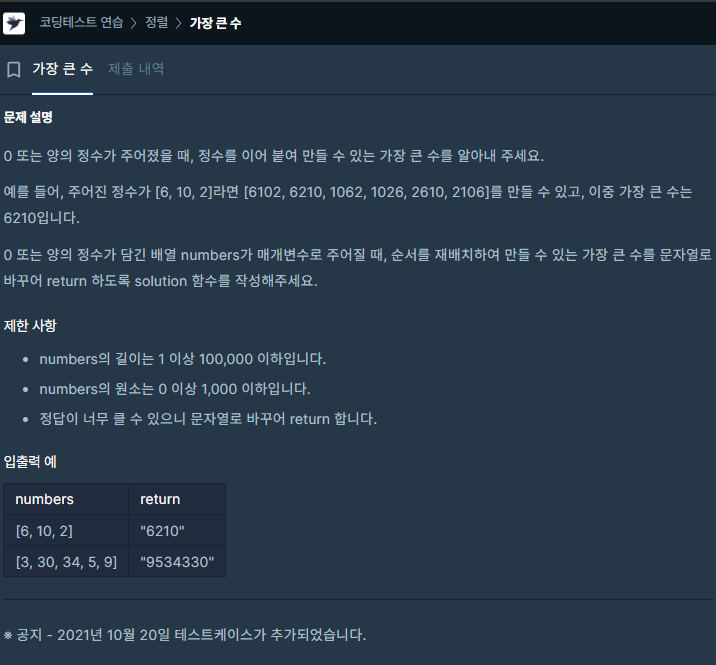 코딩테스트 연습 > 정렬 > 가장 큰 수
가장 큰 수 제출 내역
문제 설명
0 또는 양의 정수가 주어졌을 때, 정수를 이어 붙여 만들 수 있는 가장 큰 수를 알아내 주세요.
예를 들어, 주어진 정수가 [6, 10, 2]라면 [6102, 6210, 1062, 1026, 2610, 2106]를 만들 수 있고, 이중 가장 큰 수는
6210입니다.
0 또는 양의 정수가 담긴 배열 numbers가 매개변수로 주어질 때, 순서를 재배치하여 만들 수 있는 가장 큰 수를 문자열로
바꾸어 return 하도록 solution 함수를 작성해주세요.
제한 사항
• numbers의 길이는 1 이상 100,000 이하입니다.
• numbers의 원소는 0 이상 1,000 이하입니다.
• 정답이 너무 클 수 있으니 문자열로 바꾸어 return 합니다.
입출력 예
numbers return
[6, 10, 2] "6210"
[3, 30, 34, 5, 9] "9534330"
※ 공지 - 2021년 10월 20일 테스트케이스가 추가되었습니다.